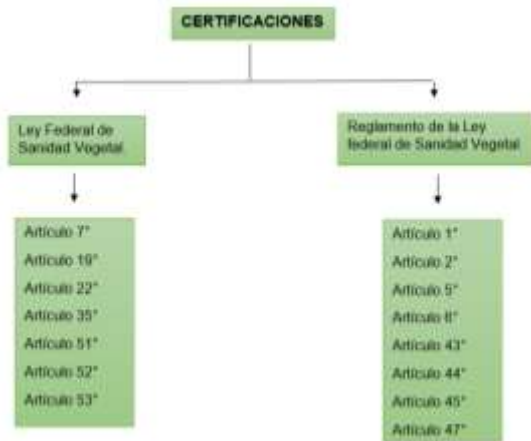 CERTIFICACIONES
Ley Federal de
Sanidad Vegetal
Artículo 7°
Artículo 19°
Artículo 22°
Artículo 35°
Artículo 51°
Artículo 52°
Artículo 53°
Reglamento de la Ley
federal de Sanidad Vegetal
Artículo 1°
Artículo 2°
Artículo 5°
Artículo 6°
Artículo 43°
Artículo 44°
Artículo 45°
Artículo 47°